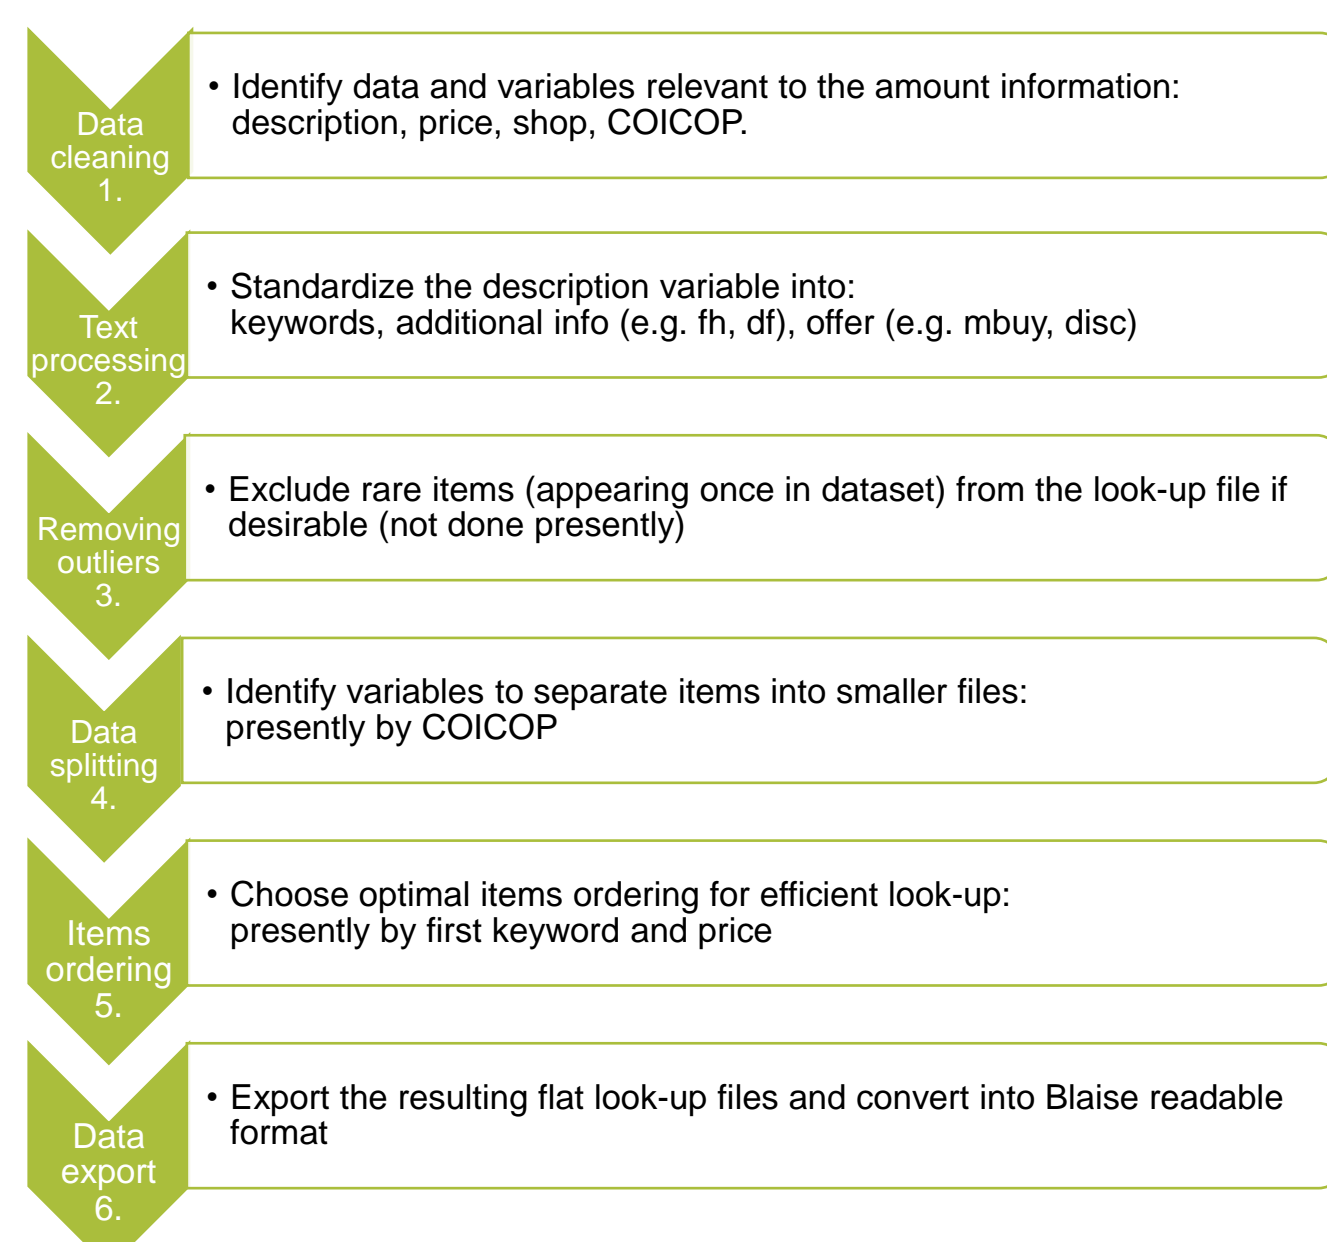 Data
cleaning
1.
• Identify data and variables relevant to the amount information:
description, price, shop, COICOP.
Text
processing
2.
• Standardize the description variable into:
keywords, additional info (e.g. fh, df), offer (e.g. mbuy, disc)
Removing
outliers
3.
• Exclude rare items (appearing once in dataset) from the look-up file if
desirable (not done presently)
Data
splitting
4.
• Identify variables to separate items into smaller files:
presently by COICOP
Items
ordering
5.
• Choose optimal items ordering for efficient look-up:
presently by first keyword and price
Data
export
6.
• Export the resulting flat look-up files and convert into Blaise readable
format